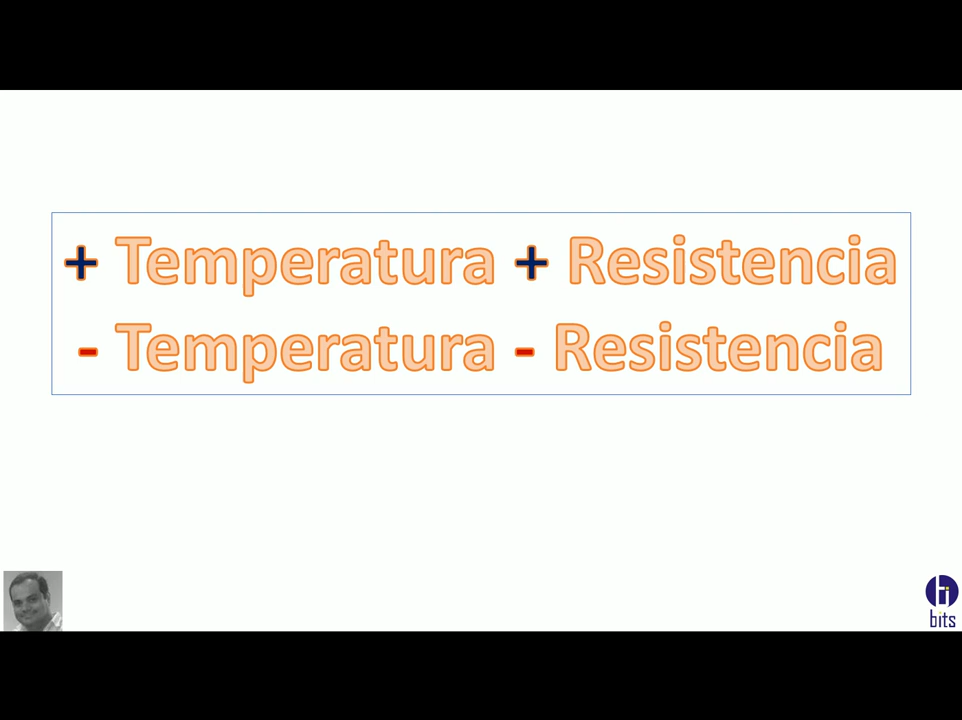 + Temperatura + Resistencia
- Temperatura - Resistencia
bits